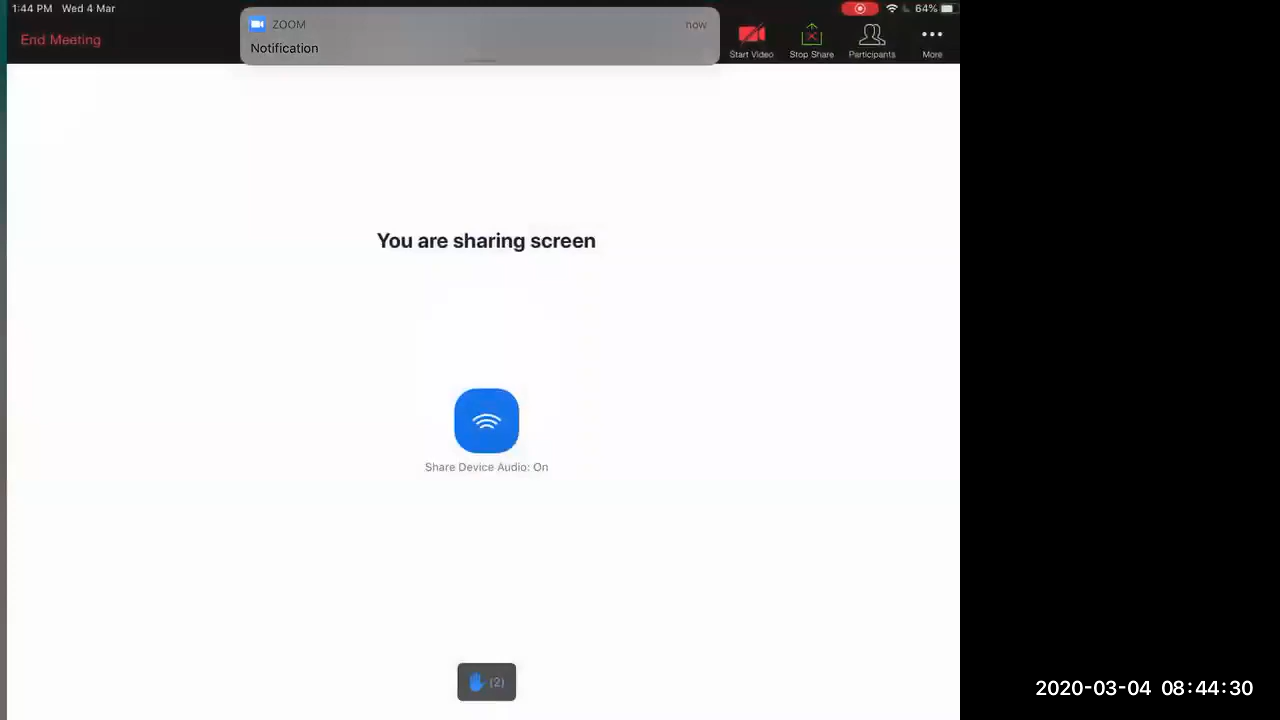 1:44 PM Wed 4 Mar
64%
End Meeting
ZOOM
now
Notification
Start Video
Stop Share
Participants
More
You are sharing screen
Share Device Audio: On
(2)
2020-03-04 08:44:30